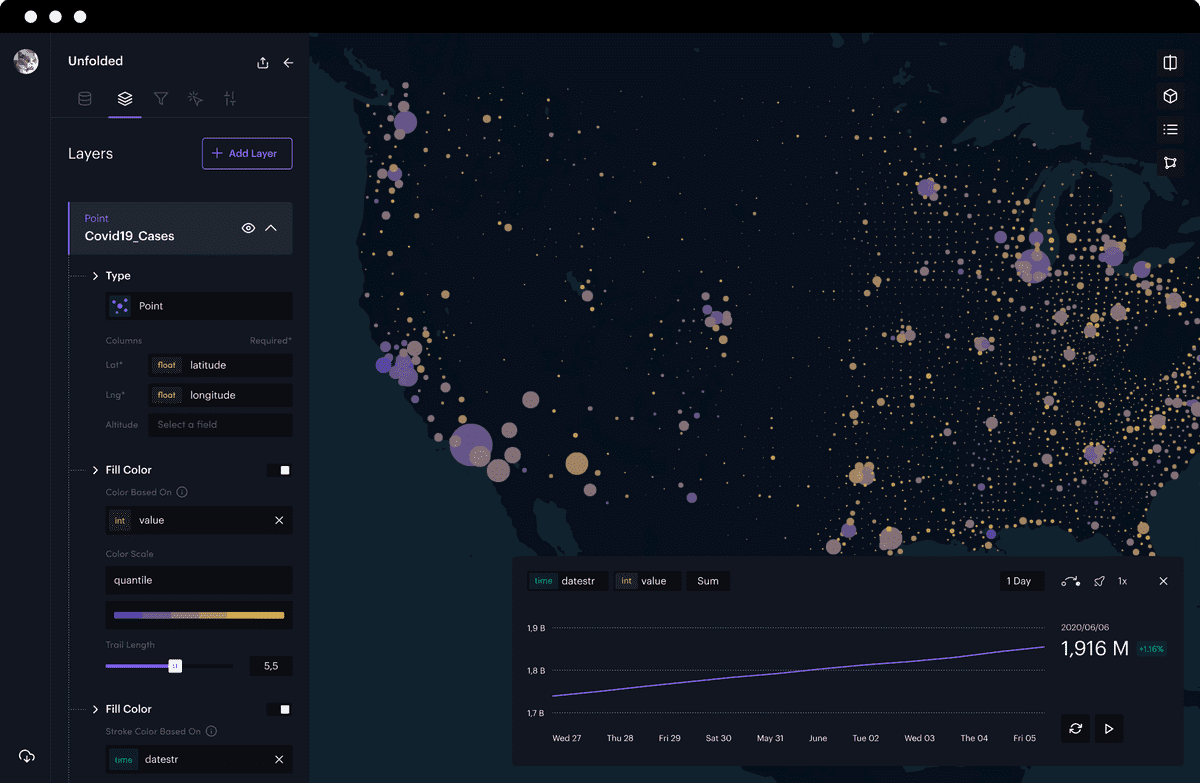 Unfolded
Layers
Add Layer
Point
Covid19_Cases
Type
Point
Columns Required*
Lat* float latitude
Lng* float longitude
Altitude Select a field
Fill Color
Color Based On
int value
Color Scale
quantile
Trail Length
5,5
Fill Color
Stroke Color Based On
time datestr
time datestr int value Sum 1 Day 1x
2020/06/06
1,916 M +1,16%
1,9 B
1,8 B
1,7 B
Wed 27 Thu 28 Fri 29 Sat 30 May 31 June Tue 02 Wed 03 The 04 Fri 05